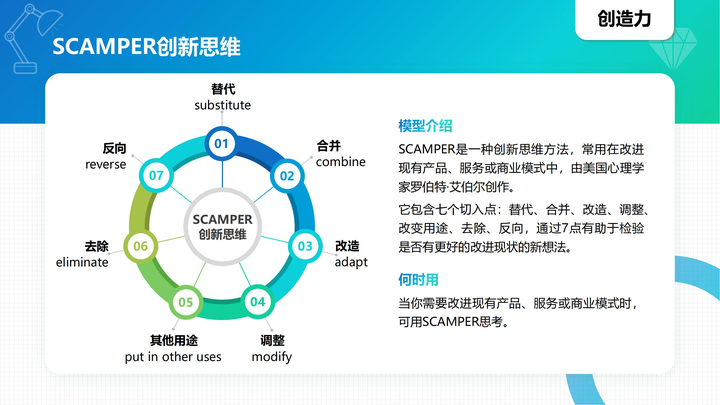 创造力
SCAMPER创新思维
替代
substitute
01
合并
combine
02
改造
adapt
03
调整
modify
04
其他用途
put in other uses
05
去除
eliminate
06
反向
reverse
07
SCAMPER
创新思维
模型介绍
SCAMPER是一种创新思维方法，常用在改进
现有产品、服务或商业模式中，由美国心理学
家罗伯特·艾伯尔创作。
它包含七个切入点：替代、合并、改造、调整、
改变用途、去除、反向，通过7点有助于检验
是否有更好的改进现状的新想法。
何时用
当你需要改进现有产品、服务或商业模式时，
可用SCAMPER思考。